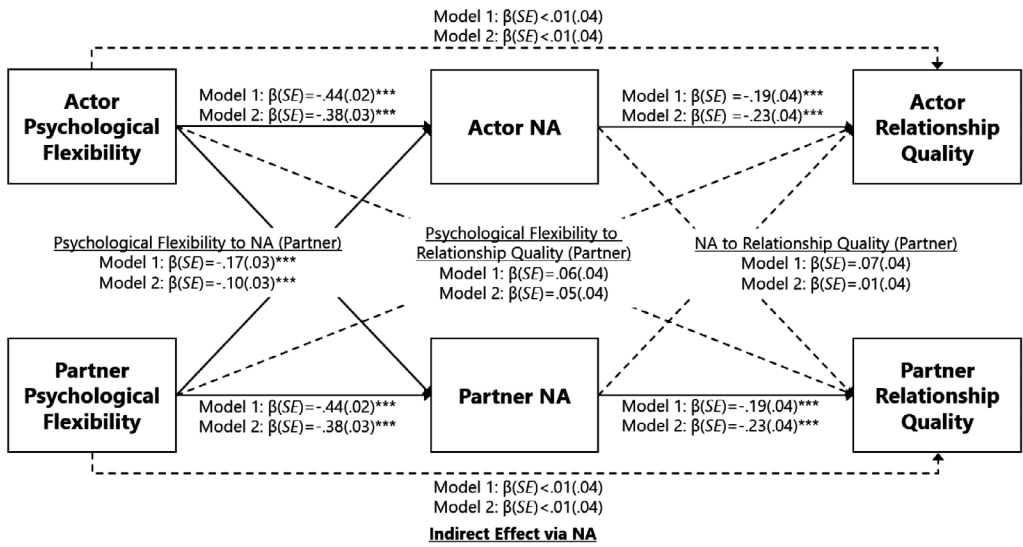 Model 1: β(SE)<.01(.04)
Model 2: β(SE)<.01(.04)
Actor
Psychological
Flexibility
Model 1: β(SE)=-.44(.02)***
Model 2: β(SE)=-.38(.03)***
Actor NA
Model 1: β(SE) =-.19(.04)***
Model 2: β(SE) =-.23(.04)***
Actor
Relationship
Quality
Psychological Flexibility to NA (Partner)
Model 1: β(SE)=-.17(.03)***
Model 2: β(SE)=-.10(.03)***
Psychological Flexibility to
Relationship Quality (Partner)
Model 1: β(SE)=.06(.04)
Model 2: β(SE)=.05(.04)
NA to Relationship Quality (Partner)
Model 1: β(SE)=.07(.04)
Model 2: β(SE)=.01(.04)
Partner
Psychological
Flexibility
Model 1: β(SE)=-.44(.02)***
Model 2: β(SE)=-.38(.03)***
Partner NA
Model 1: β(SE)=-.19(.04)***
Model 2: β(SE)=-.23(.04)***
Partner
Relationship
Quality
Model 1: β(SE)<.01(.04)
Model 2: β(SE)<.01(.04)
Indirect Effect via NA